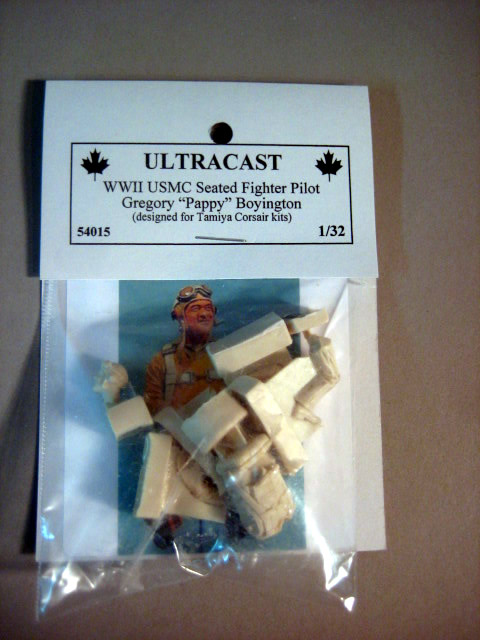 ULTRACAST
WWII USMC Seated Fighter Pilot
Gregory “Pappy” Boyington
(designed for Tamiya Corsair kits)
54015 1/32